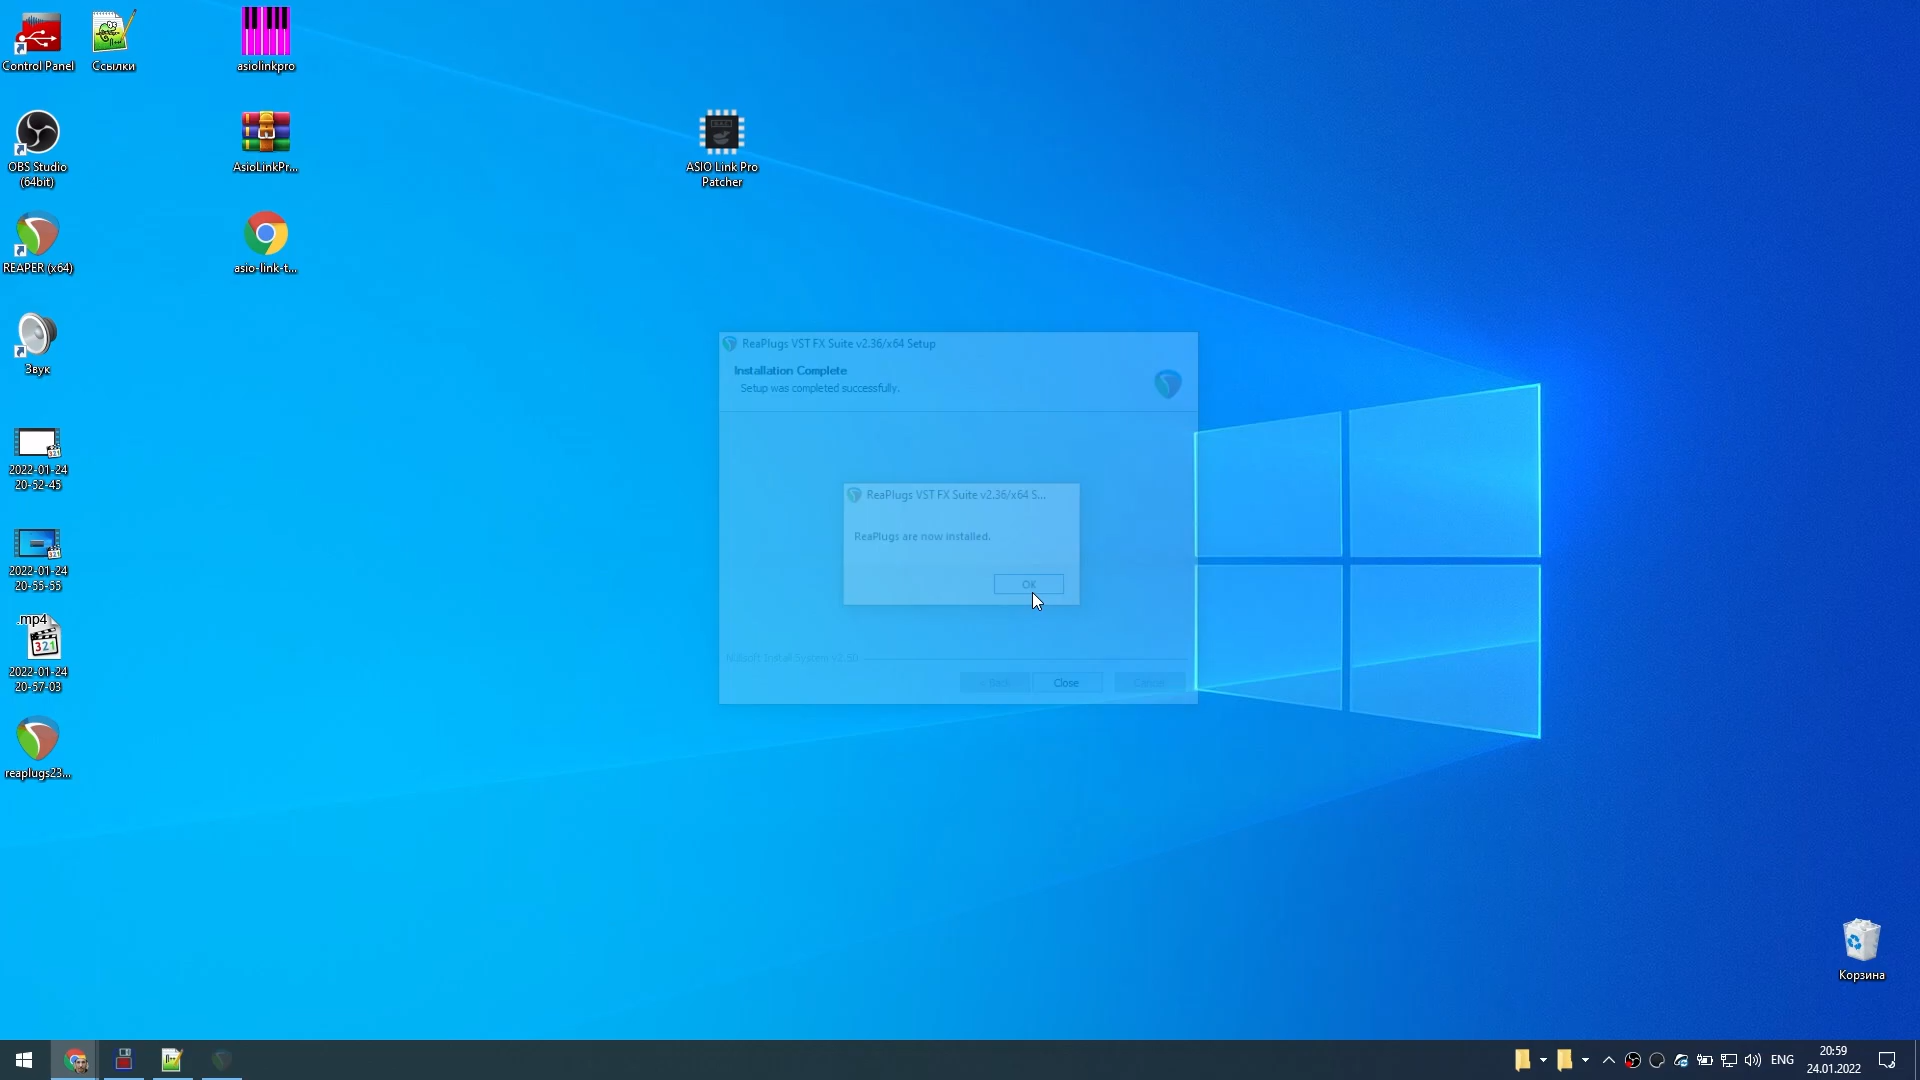 Control Panel
Ссылки
asiolinkpro
OBS Studio
(64bit)
AsioLinkPr...
ASIO Link Pro
Patcher
REAPER (x64)
asio-link-t...
Звук
ReaPlugs VST FX Suite v2.36/x64 Setup
Installation Complete
Setup was completed successfully.
2022-01-24
20-52-45
ReaPlugs VST FX Suite v2.36/x64 S...
ReaPlugs are now installed.
OK
2022-01-24
20-55-55
.mp4
321
2022-01-24
20-57-03
Nullsoft Install System v2.50
< Back
Close
Cancel
reaplugs23...
Корзина
ENG
20:59
24.01.2022